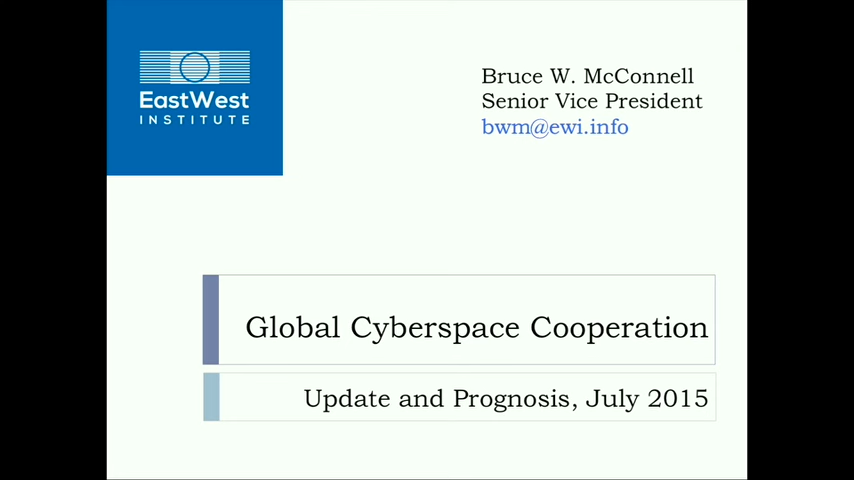 EastWest
INSTITUTE
Bruce W. McConnell
Senior Vice President
bwm@ewi.info
Global Cyberspace Cooperation
Update and Prognosis, July 2015